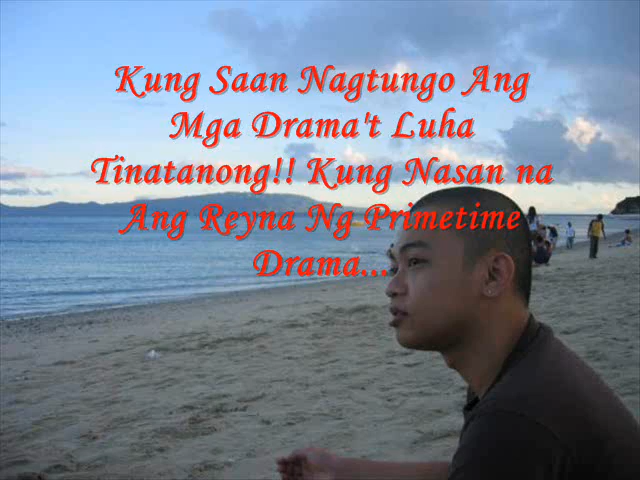 Kung Saan Nagtungo Ang
Mga Drama't Luha
Tinatanong!! Kung Nasan na
Ang Reyna Ng Primetime
Drama...